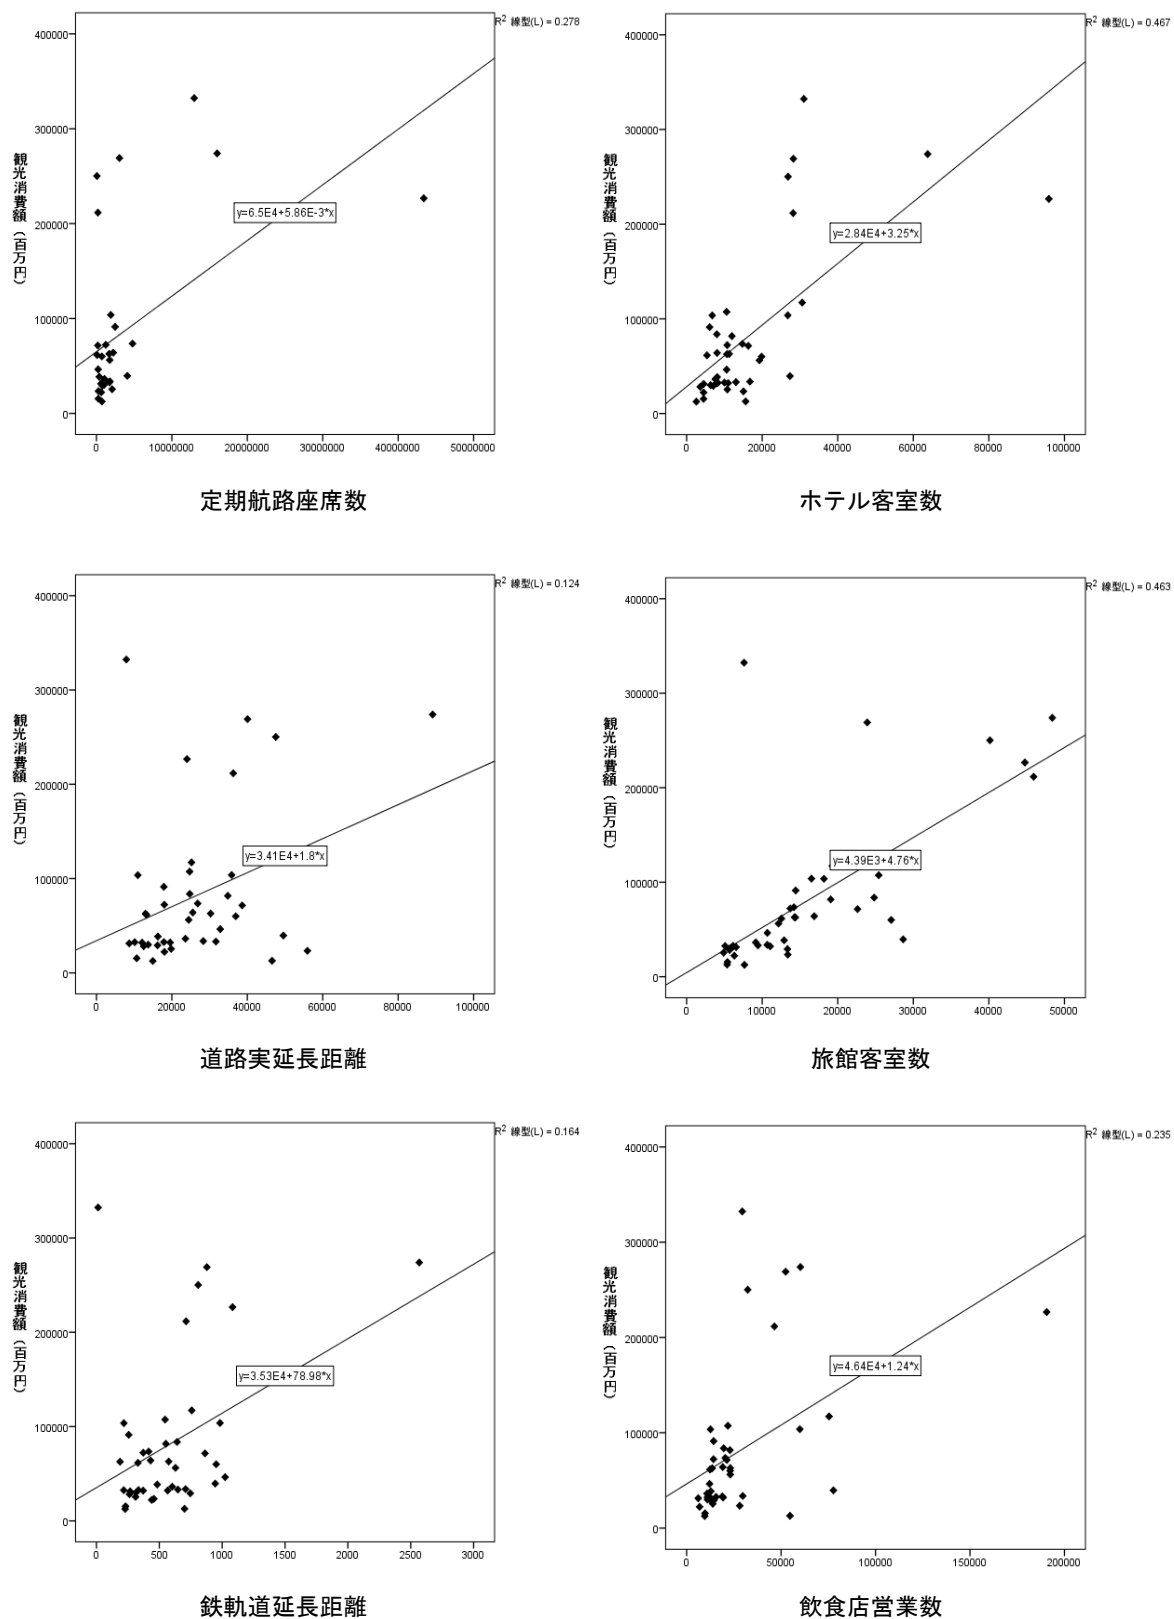 R² 線型(L) = 0.278
400000
300000
200000
100000
0
観光消費額（百万円）
y=6.5E4+5.86E-3*x
0 10000000 20000000 30000000 40000000 50000000
定期航路座席数
R² 線型(L) = 0.467
400000
300000
200000
100000
0
観光消費額（百万円）
y=2.84E4+3.25*x
0 20000 40000 60000 80000 100000
ホテル客室数
R² 線型(L) = 0.124
400000
300000
200000
100000
0
観光消費額（百万円）
y=3.41E4+1.8*x
0 20000 40000 60000 80000 100000
道路実延長距離
R² 線型(L) = 0.463
400000
300000
200000
100000
0
観光消費額（百万円）
y=4.39E3+4.76*x
0 10000 20000 30000 40000 50000
旅館客室数
R² 線型(L) = 0.164
400000
300000
200000
100000
0
観光消費額（百万円）
y=3.53E4+78.98*x
0 500 1000 1500 2000 2500 3000
鉄軌道延長距離
R² 線型(L) = 0.235
400000
300000
200000
100000
0
観光消費額（百万円）
y=4.64E4+1.24*x
0 50000 100000 150000 200000
飲食店営業数